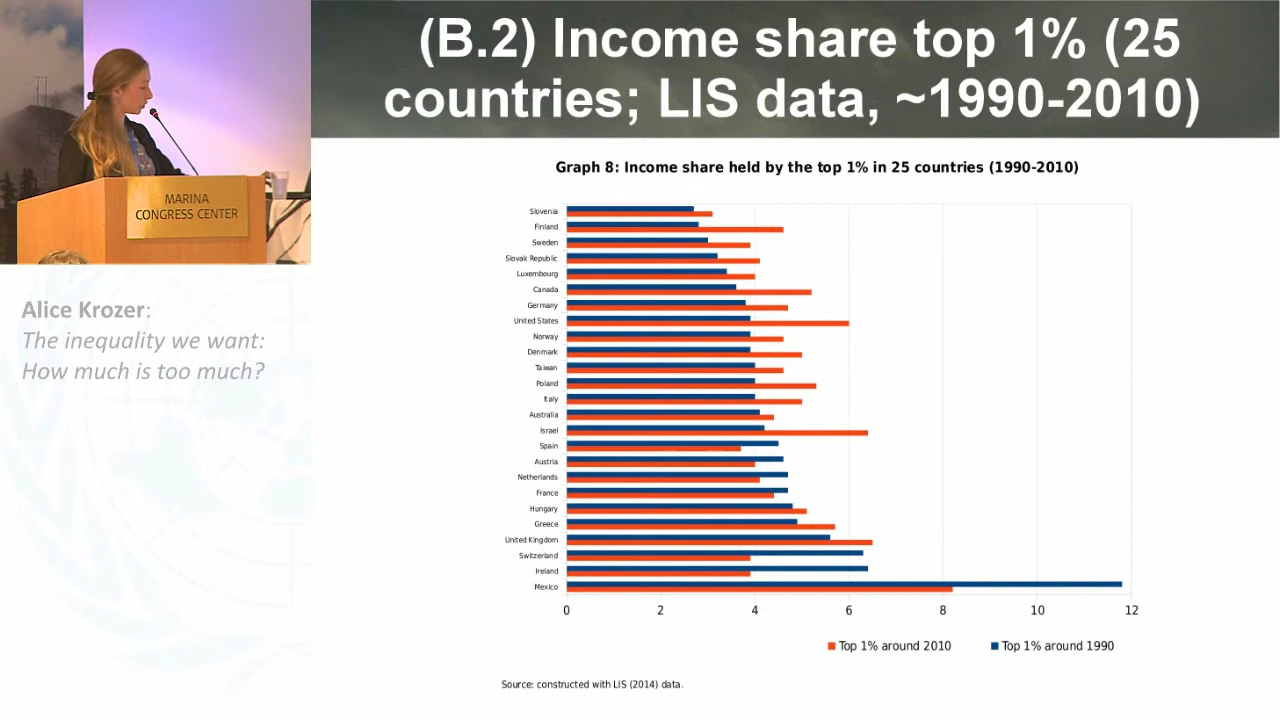 (B.2) Income share top 1% (25
countries; LIS data, ~1990-2010)
MARINA
CONGRESS CENTER
Alice Krozer:
The inequality we want:
How much is too much?
Graph 8: Income share held by the top 1% in 25 countries (1990-2010)
Slovenia
Finland
Sweden
Slovak Republic
Luxembourg
Canada
Germany
United States
Norway
Denmark
Taiwan
Poland
Italy
Australia
Israel
Spain
Austria
Netherlands
France
Hungary
Greece
United Kingdom
Switzerland
Ireland
Mexico
0 2 4 6 8 10 12
Top 1% around 2010 Top 1% around 1990
Source: constructed with LIS (2014) data.